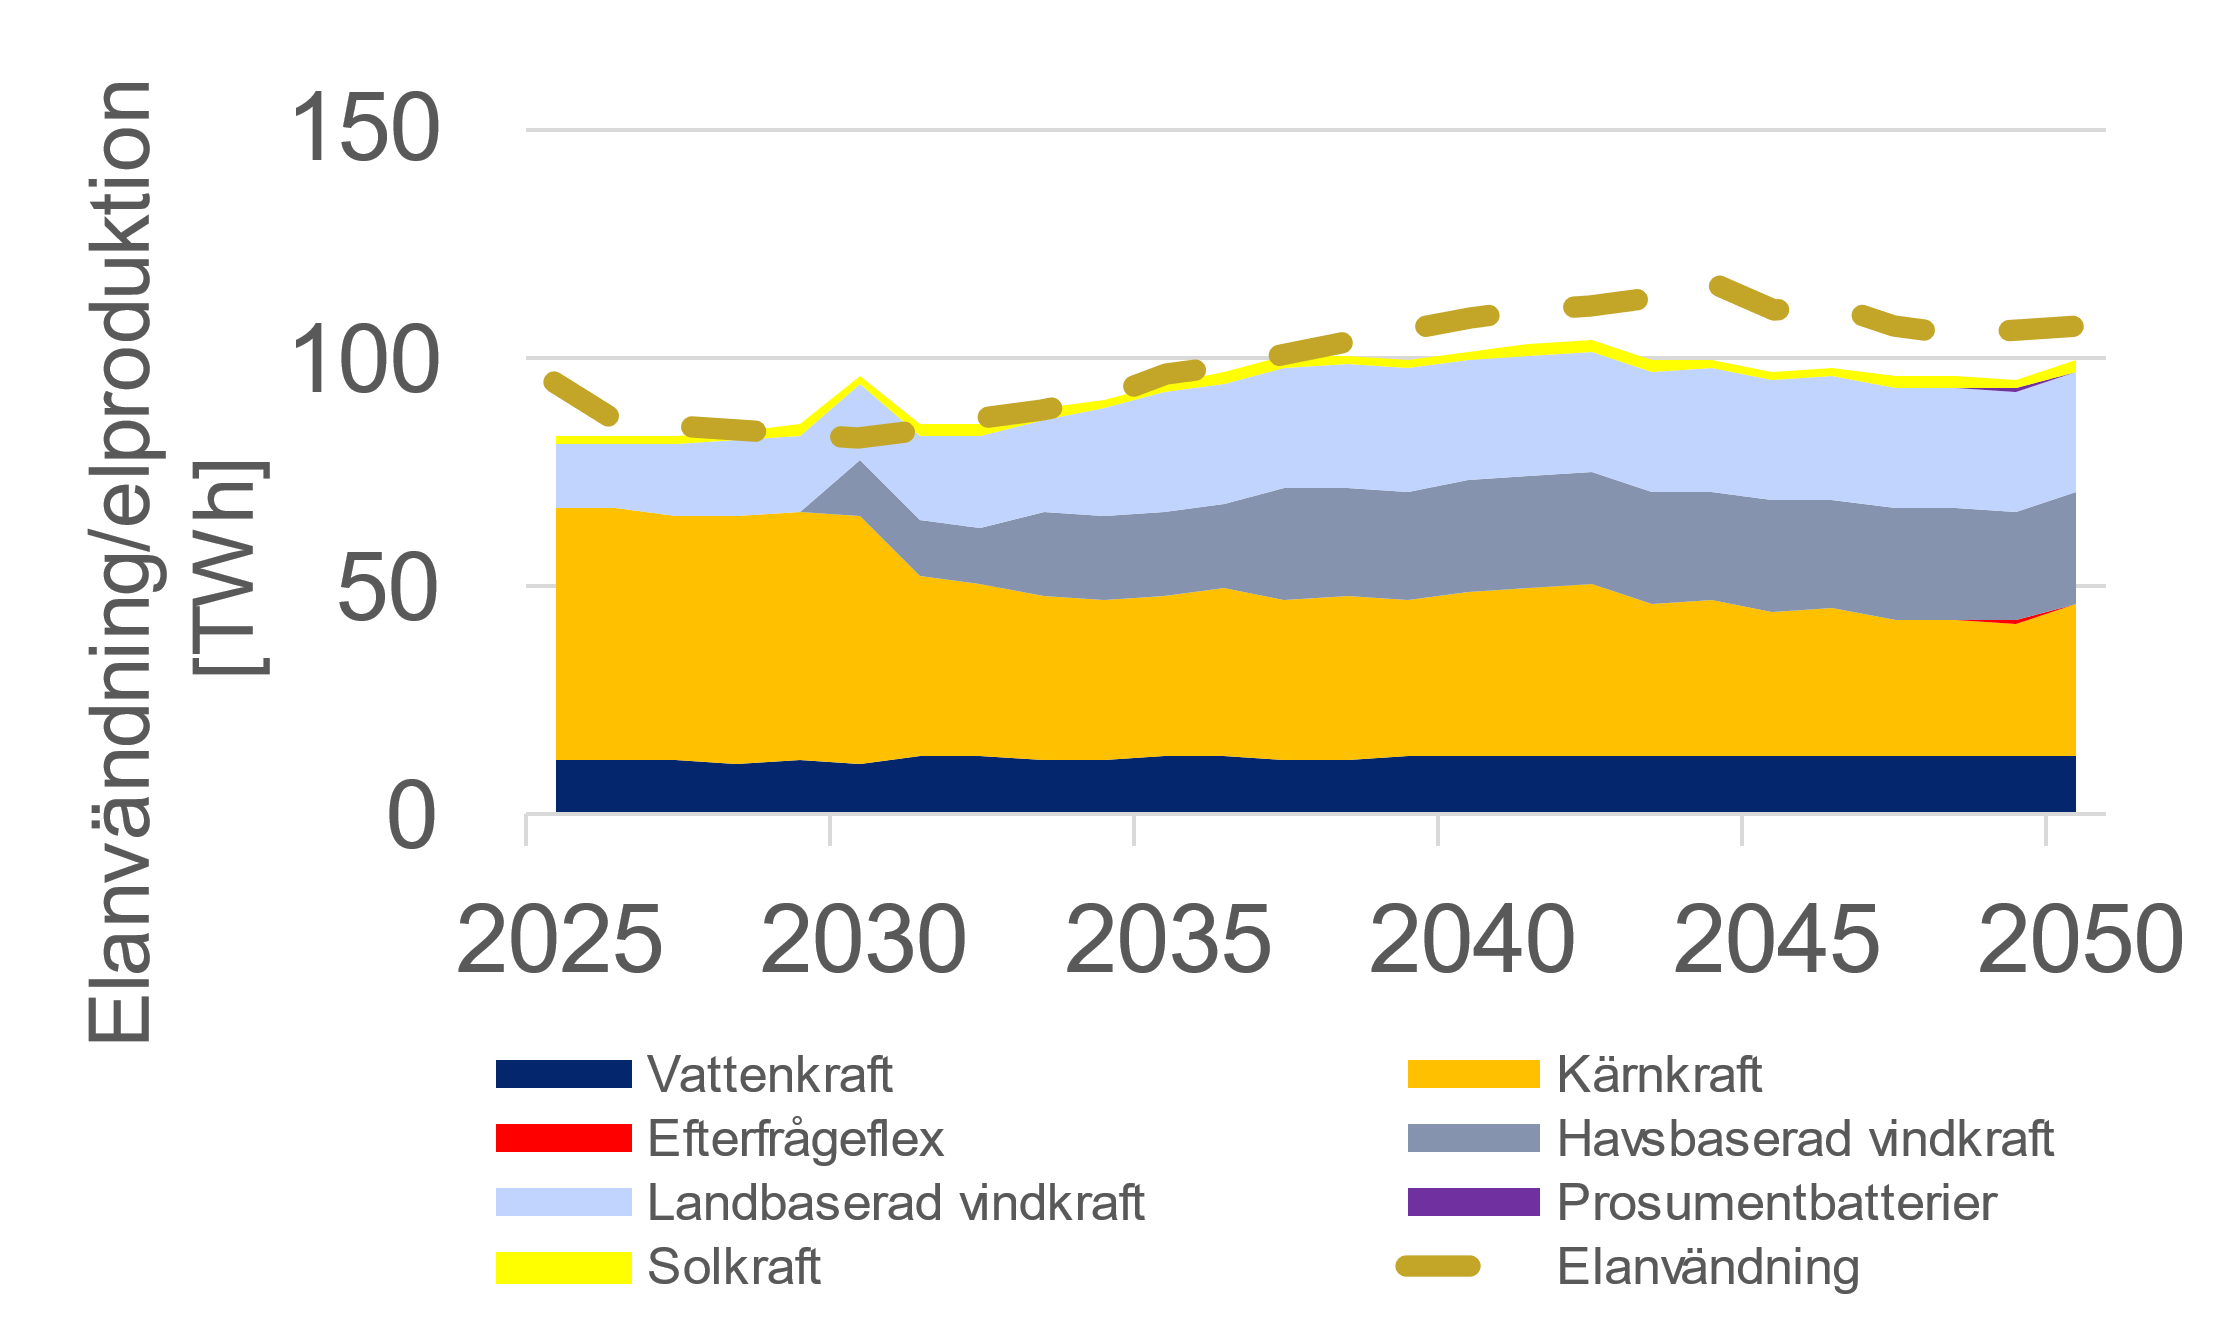 Elanvändning/elproduktion
[TWh]
150
100
50
0
2025 2030 2035 2040 2045 2050
Vattenkraft Kärnkraft
Efterfrågeflex Havsbaserad vindkraft
Landbaserad vindkraft Prosumentbatterier
Solkraft Elanvändning